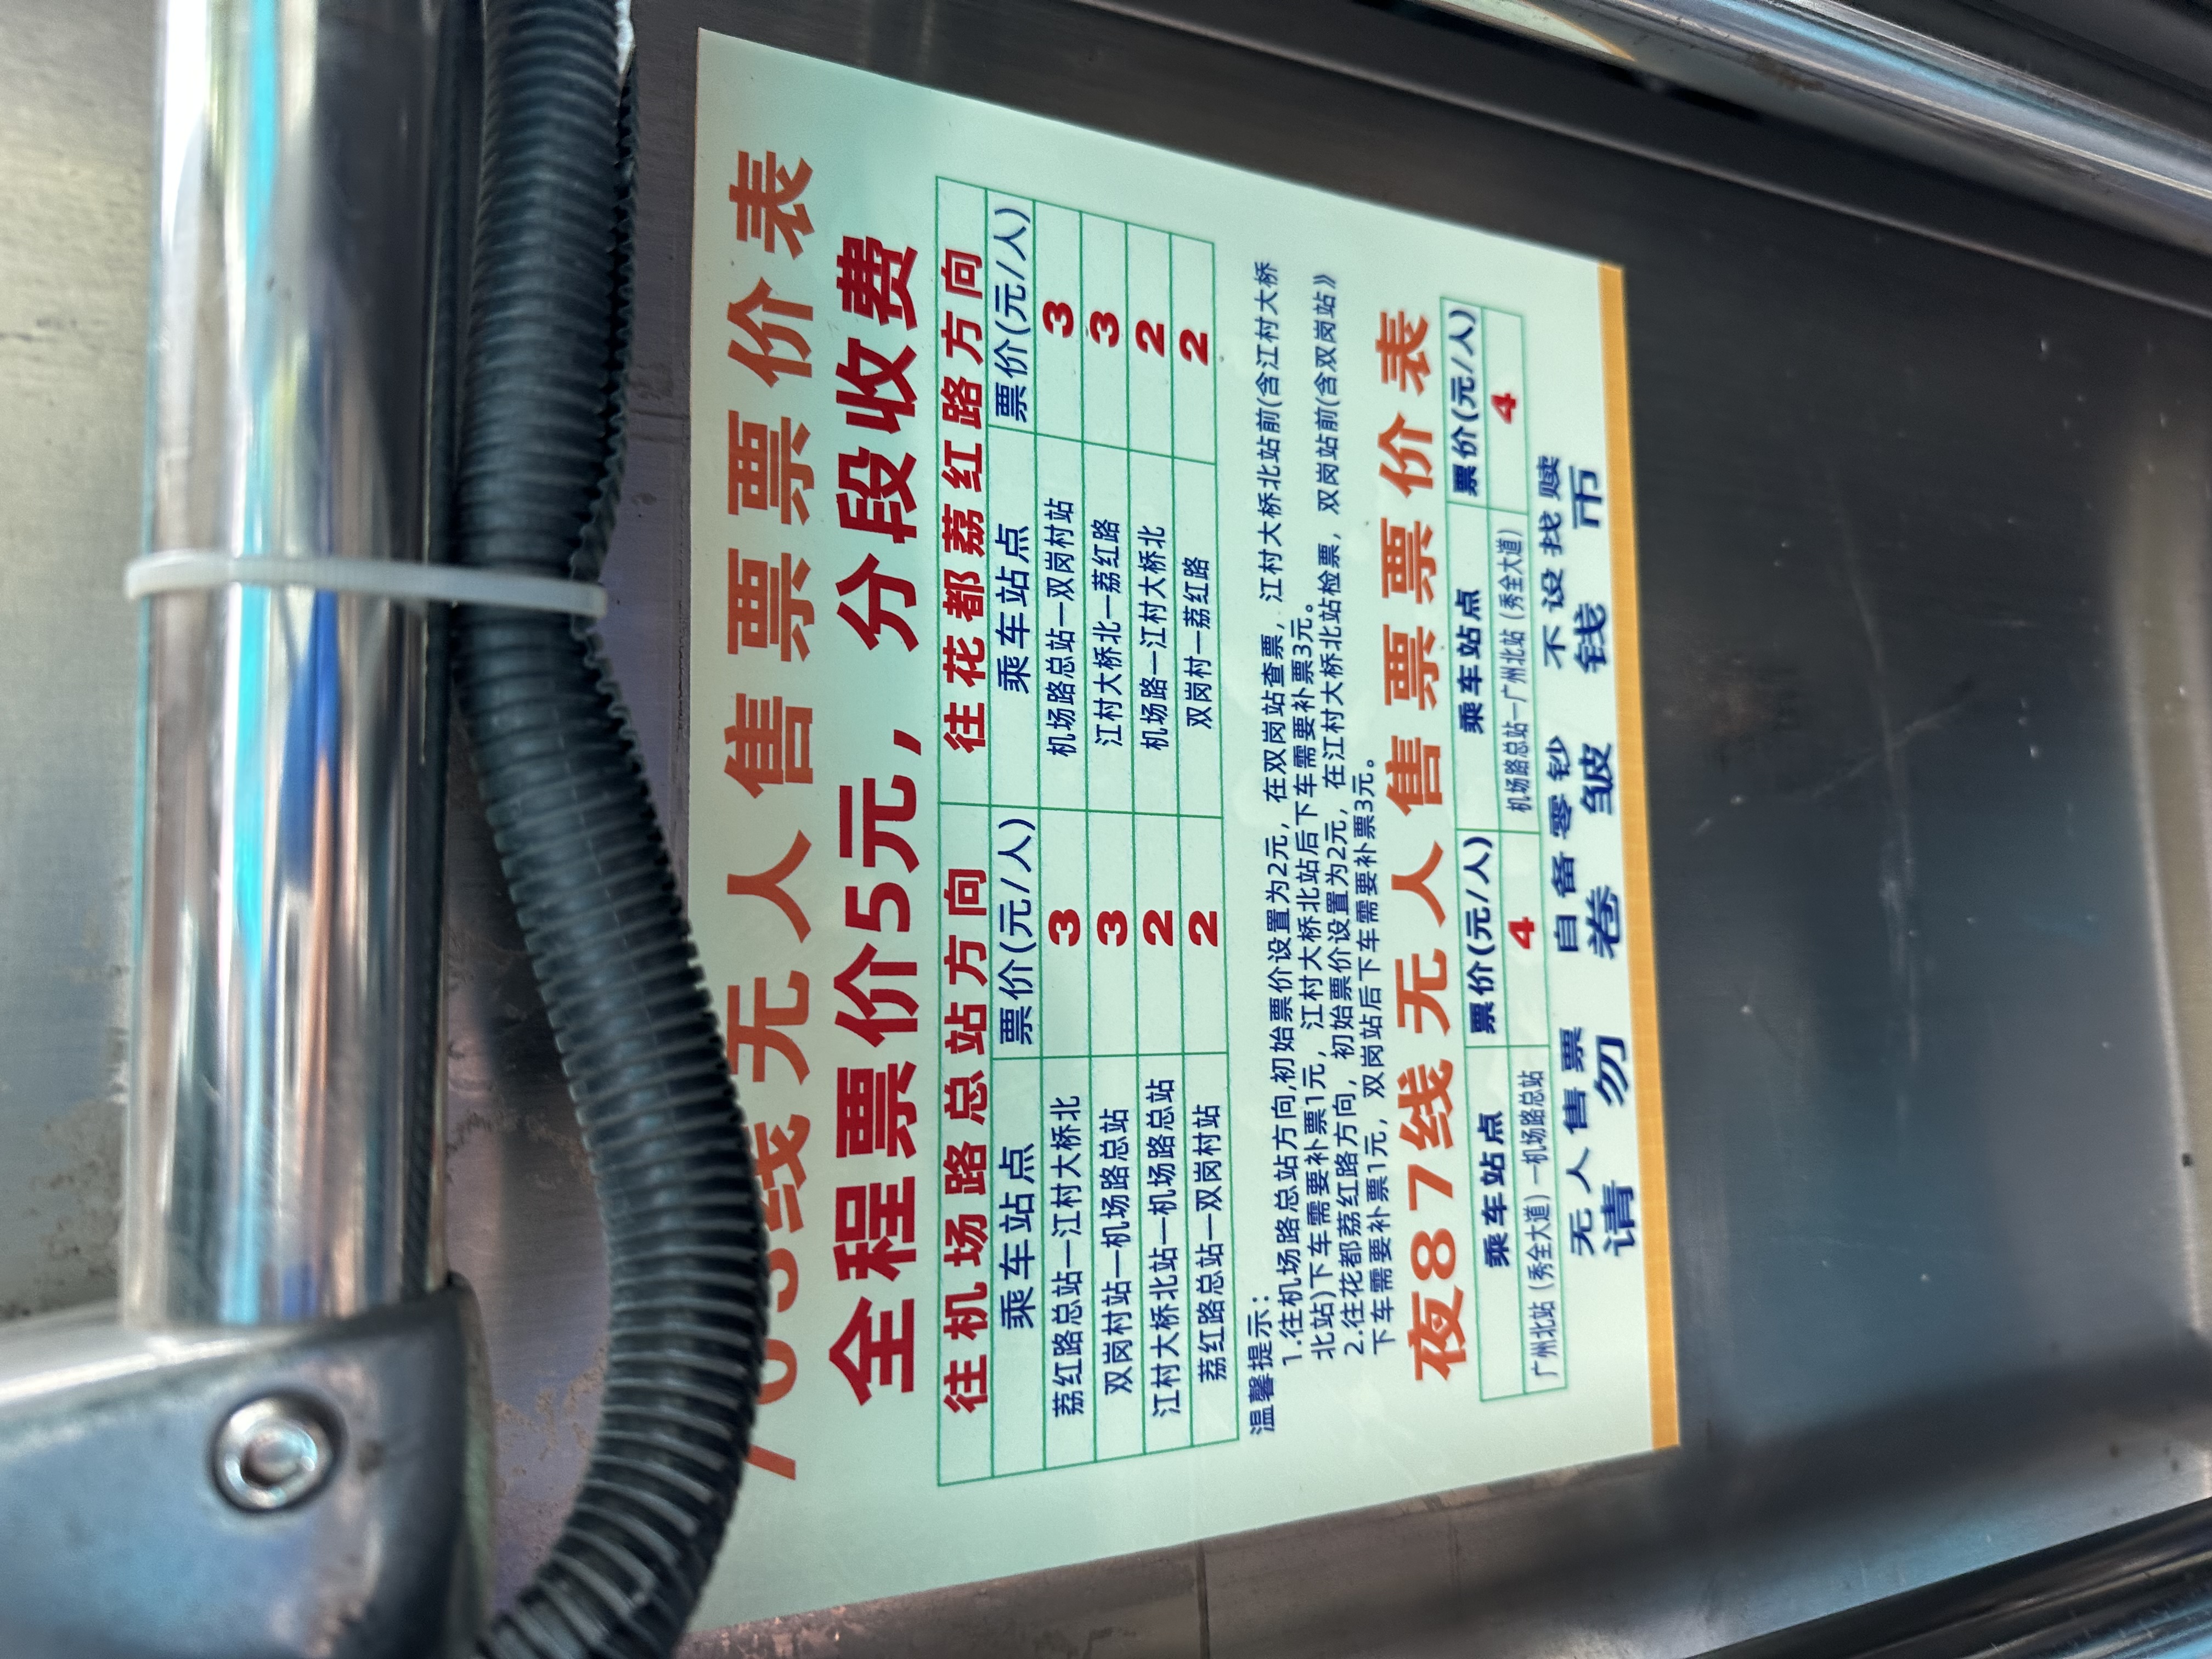 703线无人售票票价表
全程票价5元，分段收费
往机场路总站方向 往花都荔红路方向
乘车站点 票价(元/人) 乘车站点 票价(元/人)
荔红路总站—江村大桥北 3 机场路总站—双岗村站 3
双岗村站—机场路总站 3 江村大桥北—荔红路 3
江村大桥北站—机场路总站 2 机场路—江村大桥北 2
荔红路总站—双岗村站 2 双岗村—荔红路 2
温馨提示：
1.往机场路总站方向,初始票价设置为2元，在双岗站查票，江村大桥北站前(含江村大桥
北站)下车需要补票1元，江村大桥北站后下车需要补票3元。
2.往花都荔红路方向，初始票价设置为2元，在江村大桥北站检票，双岗站前(含双岗站》
下车需要补票1元，双岗站后下车需要补票3元。
夜87线无人售票票价表
乘车站点 票价(元/人) 乘车站点 票价(元/人)
广州北站（秀全大道）—机场路总站 4 机场路总站—广州北站（秀全大道） 4
无人售票 自备零钞 不设找赎
请勿卷皱钱币